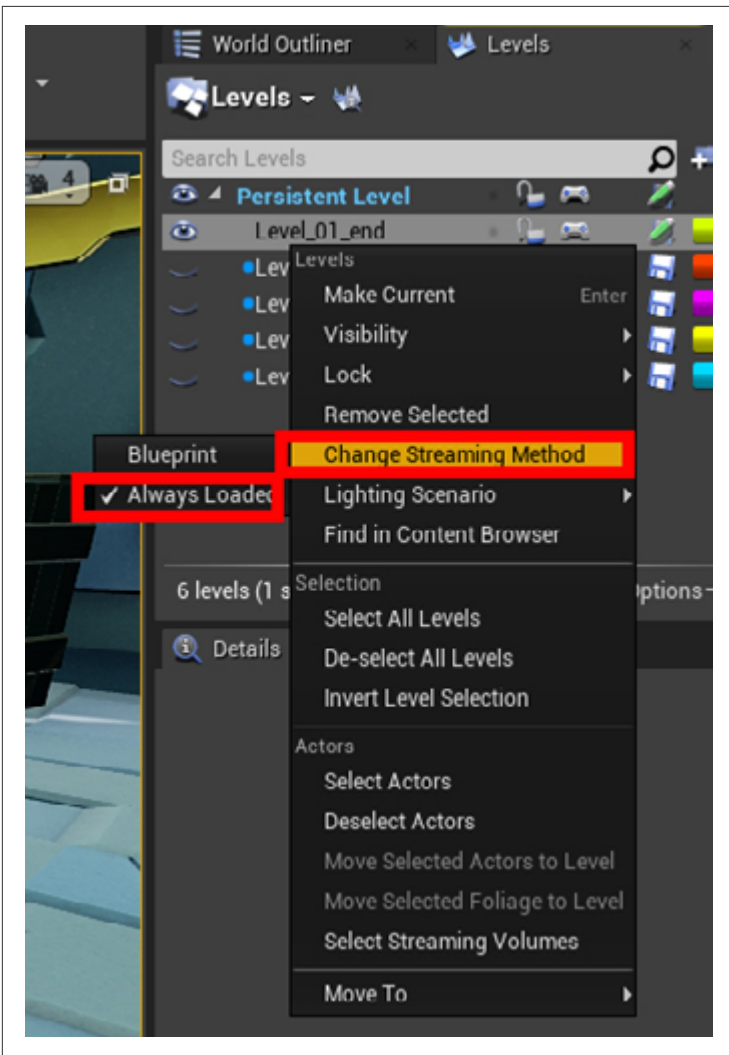 World Outliner
Levels
Levels
4
Search Levels
Persistent Level
Level_01_end
Lev
Lev
Lev
Lev
Levels
Make Current Enter
Visibility
Lock
Remove Selected
Change Streaming Method
Blueprint
Always Loaded
Lighting Scenario
Find in Content Browser
6 levels (1 s
ptions
Selection
Select All Levels
De-select All Levels
Invert Level Selection
Details
Actors
Select Actors
Deselect Actors
Move Selected Actors to Level
Move Selected Foliage to Level
Select Streaming Volumes
Move To